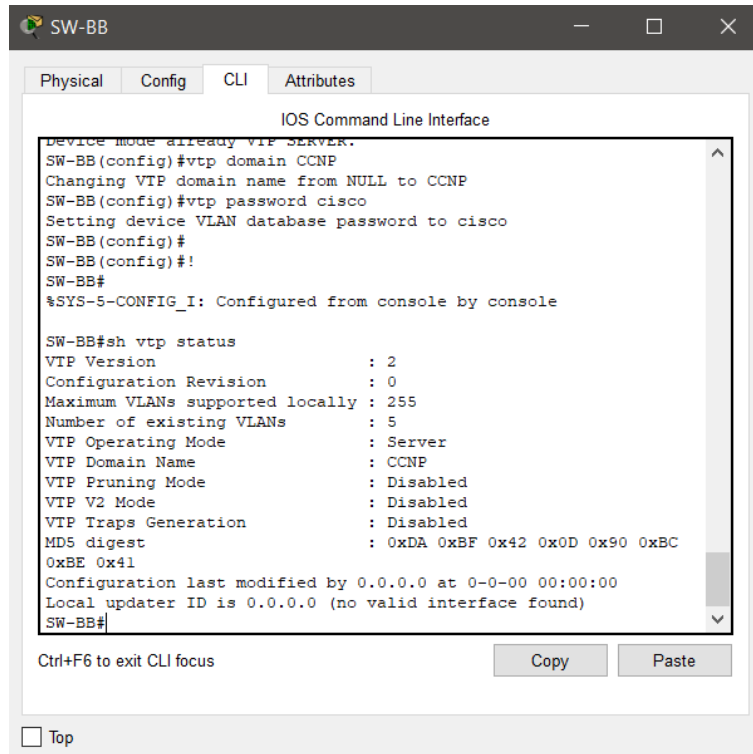 SW-BB
Physical Config CLI Attributes
IOS Command Line Interface
Device mode already VTP SERVER.
SW-BB(config)#vtp domain CCNP
Changing VTP domain name from NULL to CCNP
SW-BB(config)#vtp password cisco
Setting device VLAN database password to cisco
SW-BB(config)#
SW-BB(config)#!
SW-BB#
%SYS-5-CONFIG_I: Configured from console by console
SW-BB#sh vtp status
VTP Version : 2
Configuration Revision : 0
Maximum VLANs supported locally : 255
Number of existing VLANs : 5
VTP Operating Mode : Server
VTP Domain Name : CCNP
VTP Pruning Mode : Disabled
VTP V2 Mode : Disabled
VTP Traps Generation : Disabled
MD5 digest : 0xDA 0xBF 0x42 0x0D 0x90 0xBC
0xBE 0x41
Configuration last modified by 0.0.0.0 at 0-0-00 00:00:00
Local updater ID is 0.0.0.0 (no valid interface found)
SW-BB#
Ctrl+F6 to exit CLI focus Copy Paste
Top